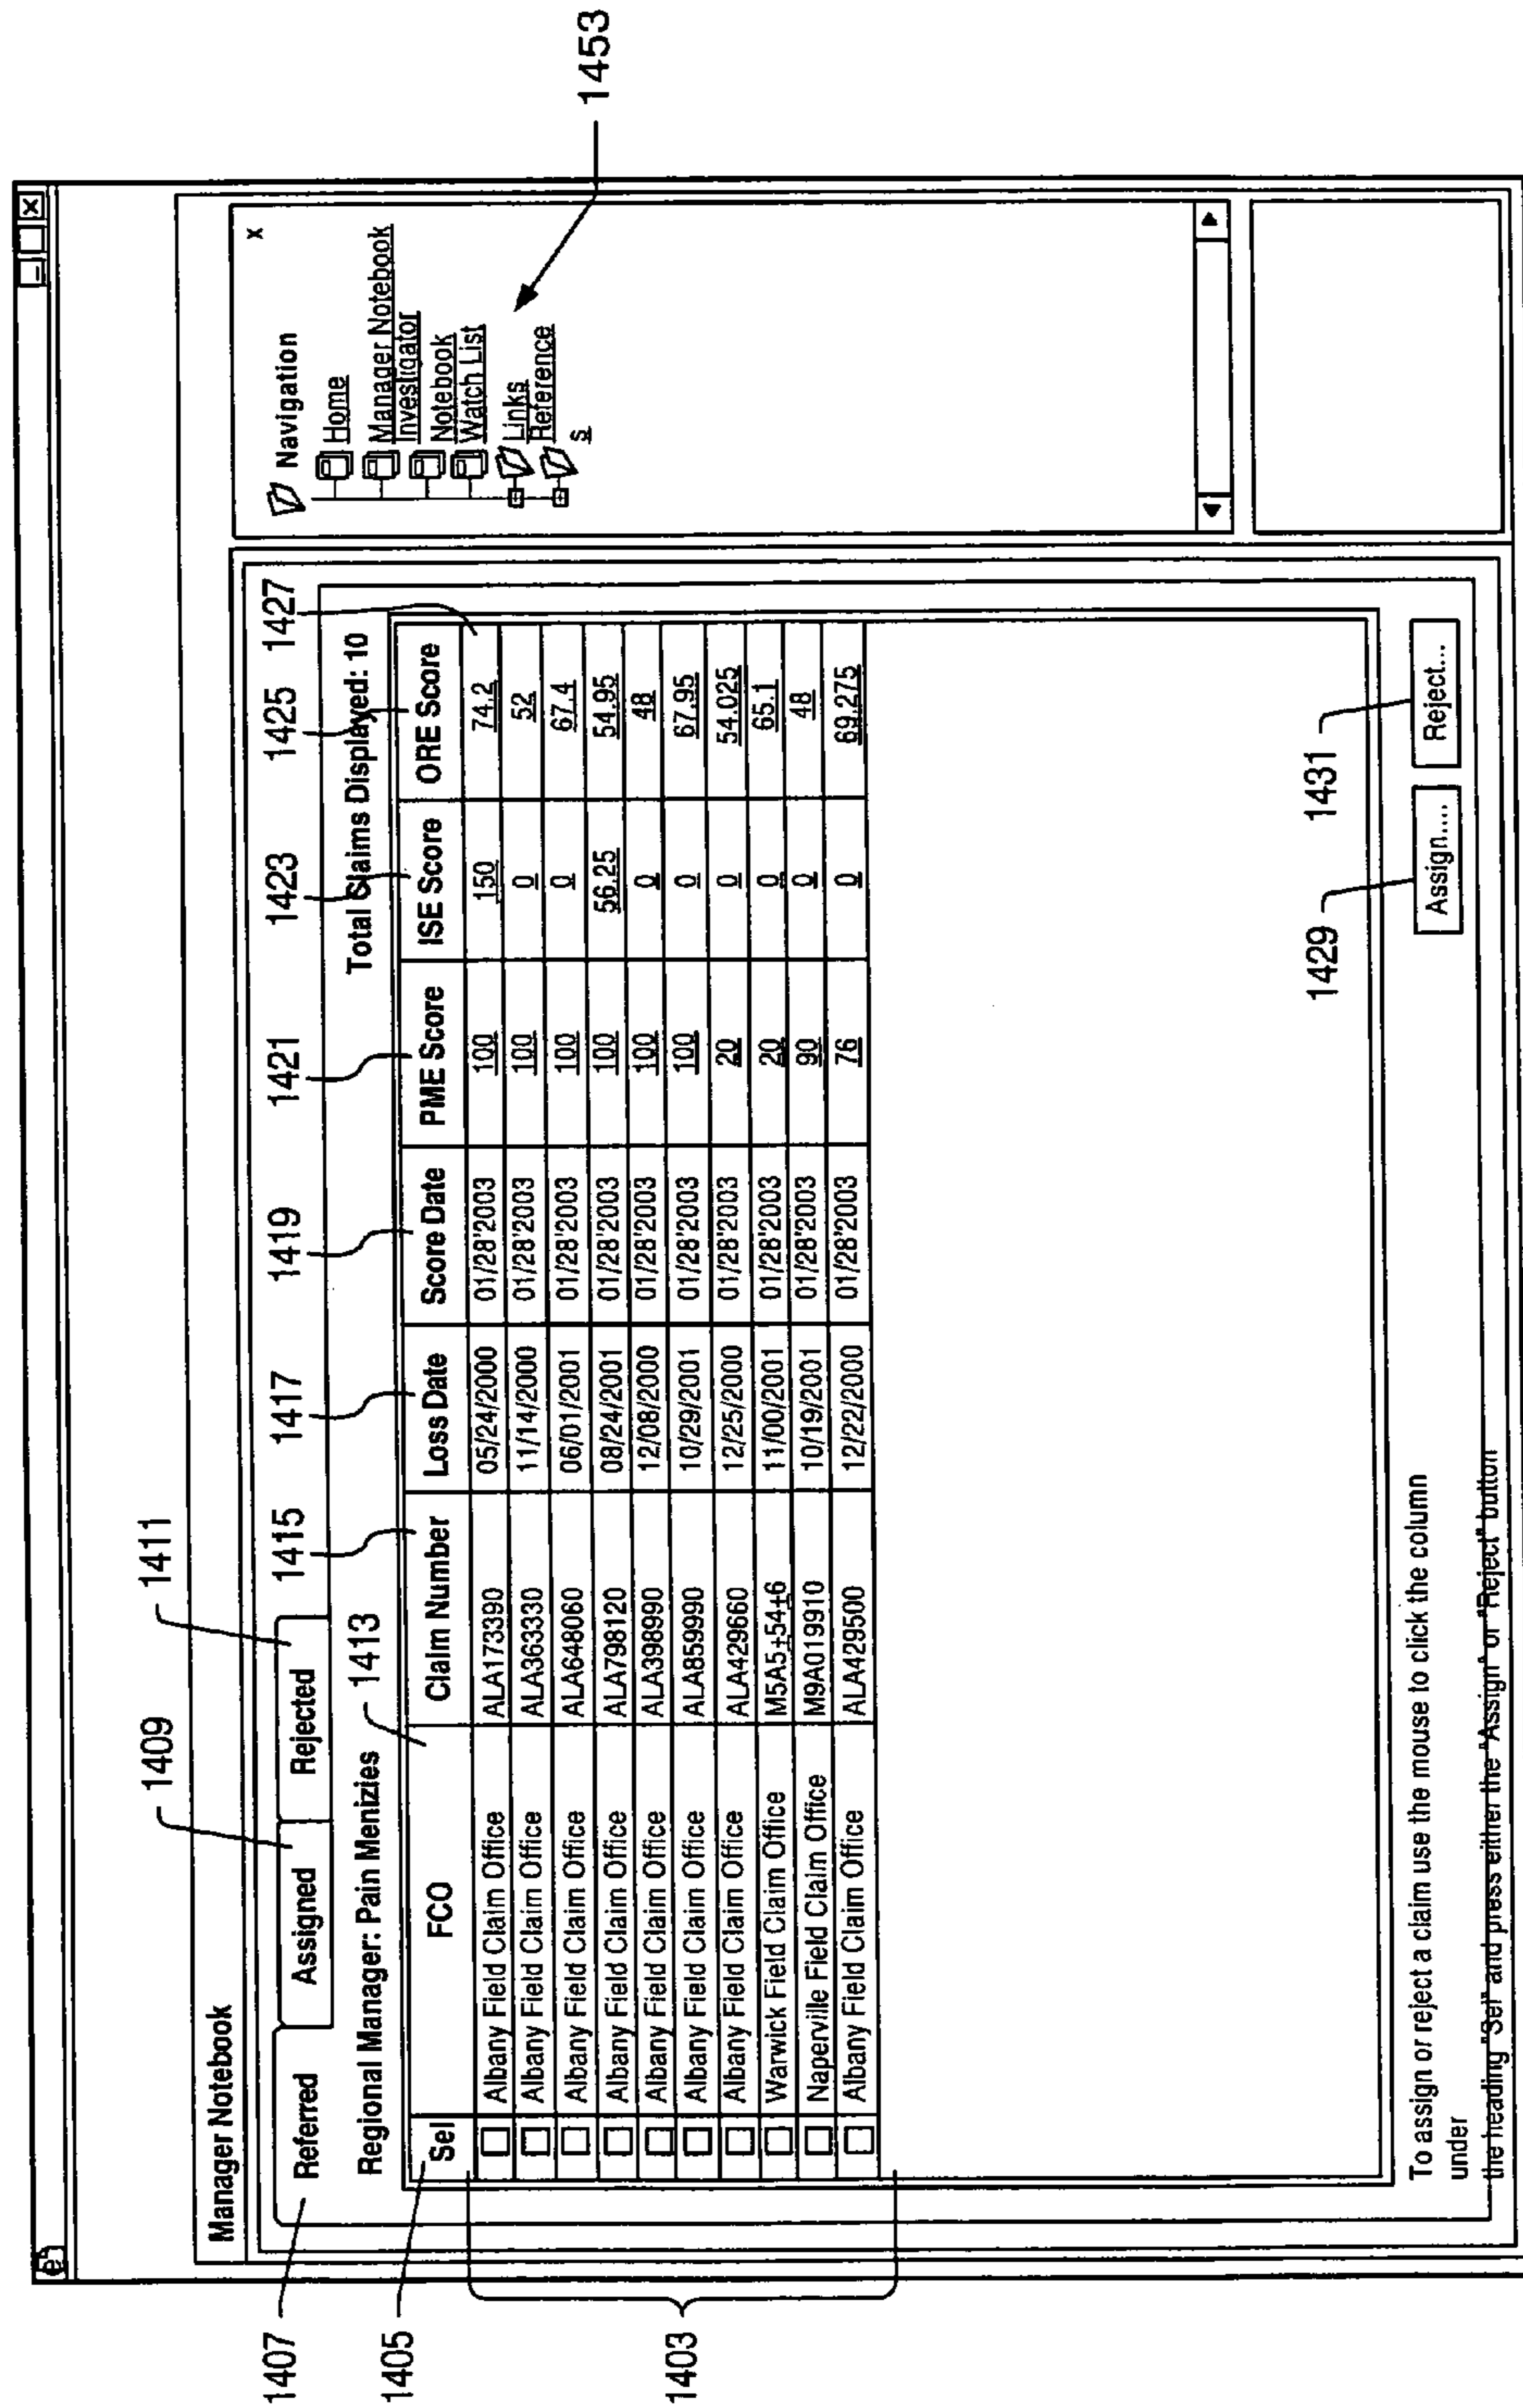 Manager Notebook
1407
1409
1411
Referred
Assigned
Rejected
1415
1417
1419
1421
1423
1425
1427
Regional Manager: Pain Menizies
1413
Total Claims Displayed: 10
1405
Sel FCO Claim Number Loss Date Score Date PME Score ISE Score ORE Score
Albany Field Claim Office ALA173390 05/24/2000 01/28'2003 100 150 74.2
Albany Field Claim Office ALA363330 11/14/2000 01/28'2003 100 0 52
Albany Field Claim Office ALA648060 06/01/2001 01/28'2003 100 0 67.4
Albany Field Claim Office ALA798120 08/24/2001 01/28'2003 100 56.25 54.95
Albany Field Claim Office ALA398990 12/08/2000 01/28'2003 100 0 48
Albany Field Claim Office ALA859990 10/29/2001 01/28'2003 100 0 67.95
Albany Field Claim Office ALA429660 12/25/2000 01/28'2003 20 0 54.025
Warwick Field Claim Office M5A5±54±6 11/00/2001 01/28'2003 20 0 65.1
Naperville Field Claim Office M9A019910 10/19/2001 01/28'2003 90 0 48
Albany Field Claim Office ALA429500 12/22/2000 01/28'2003 76 0 69.275
1403
1429
1431
To assign or reject a claim use the mouse to click the column
under
the heading "Sel" and press either the "Assign" or "Reject" button
Assign....
Reject...
x
Navigation
Home
Manager Notebook
Investigator
Notebook
Watch List
Links
Reference
s
1453